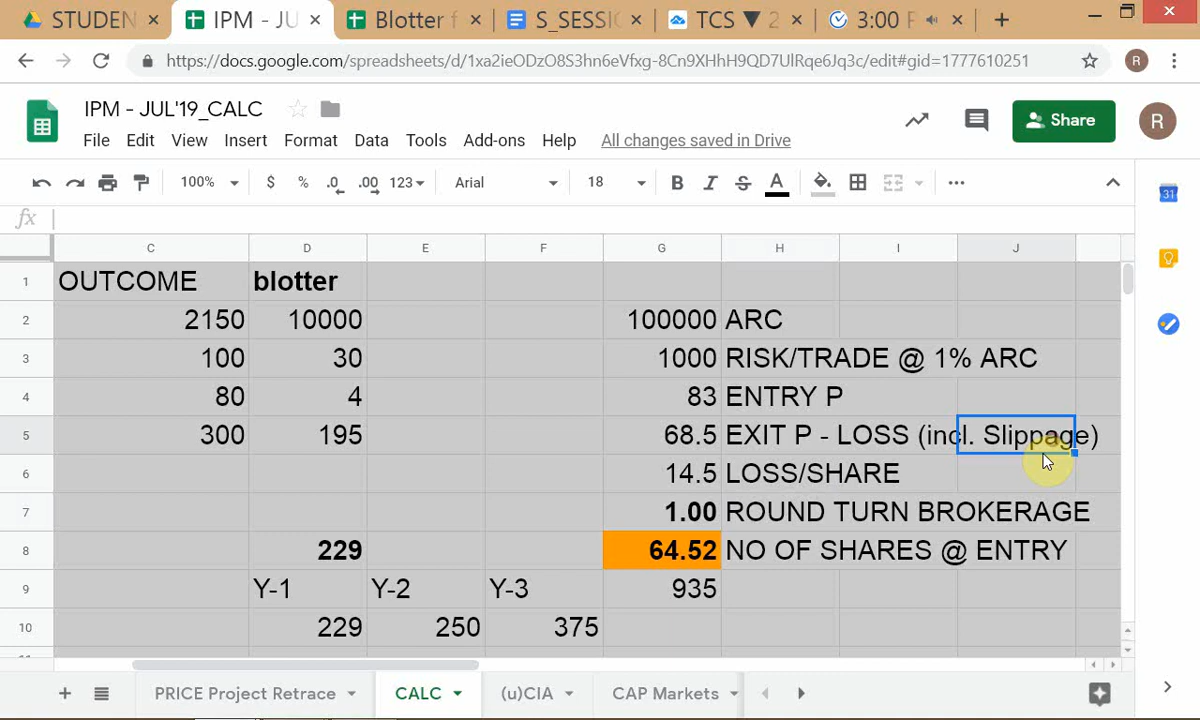 STUDEN
IPM - JU
Blotter f
S_SESSI
TCS ▼ 2
3:00 P
https://docs.google.com/spreadsheets/d/1xa2ieODzO8S3hn6eVfxg-8Cn9XHhH9QD7UlRqe6Jq3c/edit#gid=1777610251
R
IPM - JUL'19_CALC
Share
R
File Edit View Insert Format Data Tools Add-ons Help All changes saved in Drive
100% $ % .0 .00 123 Arial 18 B I S A
31
fx
C D E F G H I J
1 OUTCOME blotter
2 2150 10000 100000 ARC
3 100 30 1000 RISK/TRADE @ 1% ARC
4 80 4 83 ENTRY P
5 300 195 68.5 EXIT P - LOSS (incl. Slippage)
6 14.5 LOSS/SHARE
7 1.00 ROUND TURN BROKERAGE
8 229 64.52 NO OF SHARES @ ENTRY
9 Y-1 Y-2 Y-3 935
10 229 250 375
PRICE Project Retrace CALC (u)CIA CAP Markets